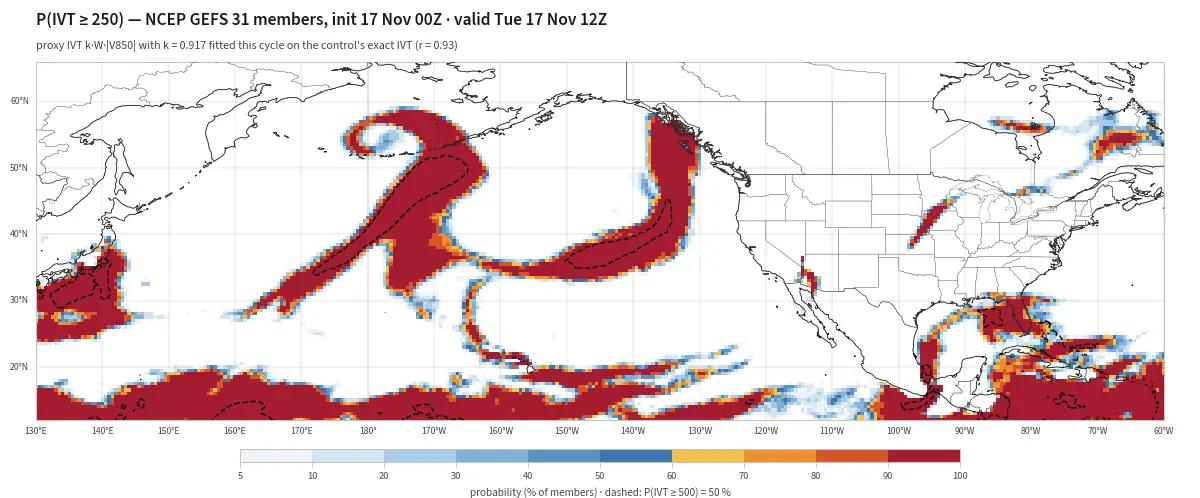 P(IVT ≥ 250) — NCEP GEFS 31 members, init 17 Nov 00Z · valid Tue 17 Nov 12Z
proxy IVT k·W·|V850| with k = 0.917 fitted this cycle on the control's exact IVT (r = 0.93)
60°N
50°N
40°N
30°N
20°N
130°E 140°E 150°E 160°E 170°E 180° 170°W 160°W 150°W 140°W 130°W 120°W 110°W 100°W 90°W 80°W 70°W 60°W
5 10 20 30 40 50 60 70 80 90 100
probability (% of members) · dashed: P(IVT ≥ 500) = 50 %